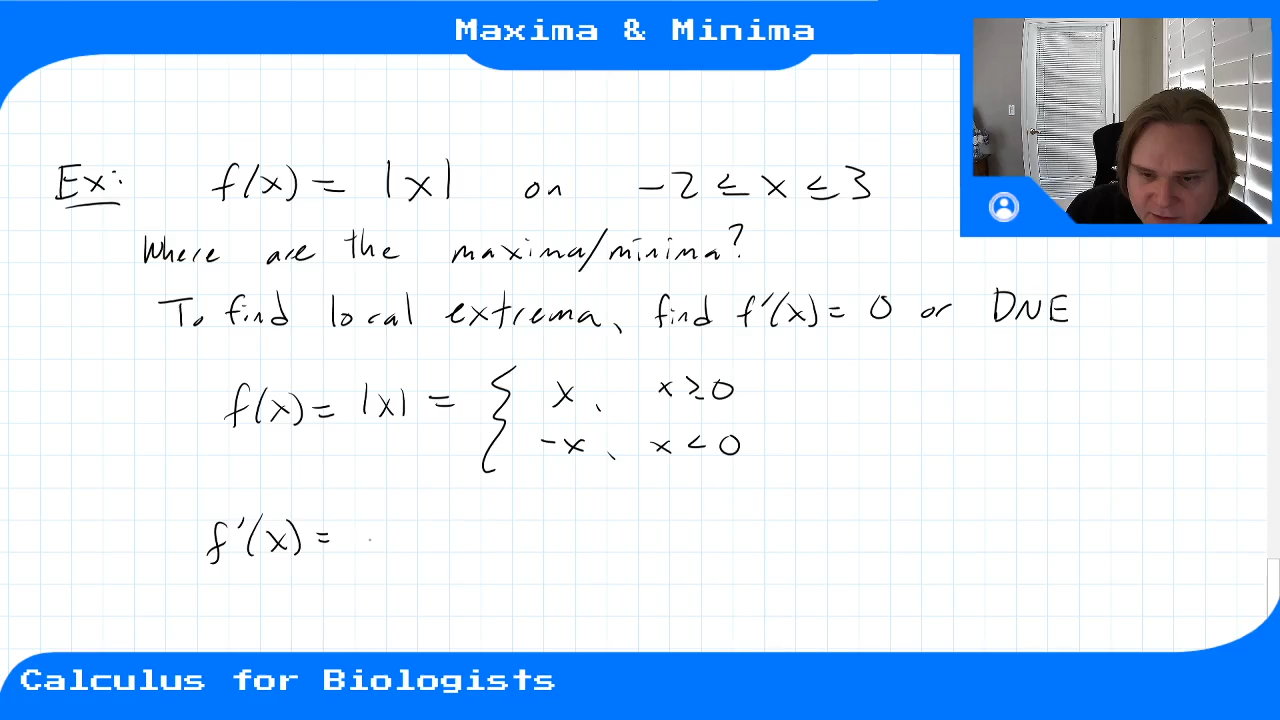 Maxima & Minima
Ex: f(x) = |x| on -2 ≤ x ≤ 3
Where are the maxima/minima?
To find local extrema, find f'(x) = 0 or DNE
f(x) = |x| = { x, x ≥ 0
-x, x < 0
f'(x) =
Calculus for Biologists